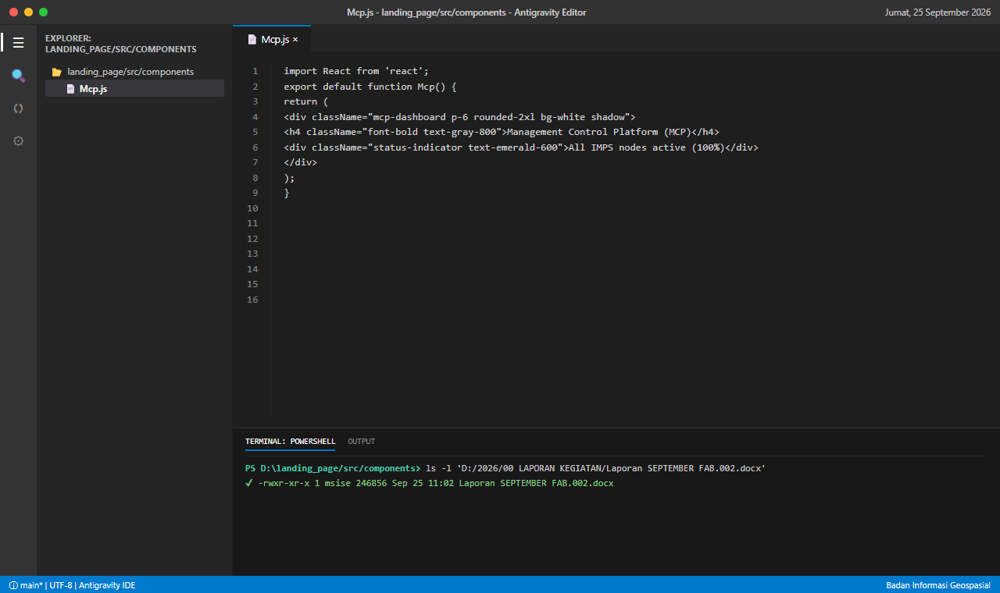 Mcp.js - landing_page/src/components - Antigravity Editor
Jumat, 25 September 2026
EXPLORER:
LANDING_PAGE/SRC/COMPONENTS
landing_page/src/components
Mcp.js
Mcp.js ×
1 import React from 'react';
2 export default function Mcp() {
3 return (
4 <div className="mcp-dashboard p-6 rounded-2xl bg-white shadow">
5 <h4 className="font-bold text-gray-800">Management Control Platform (MCP)</h4>
6 <div className="status-indicator text-emerald-600">All IMPS nodes active (100%)</div>
7 </div>
8 );
9 }
10
11
12
13
14
15
16
TERMINAL: POWERSHELL OUTPUT
PS D:\landing_page/src/components> ls -l 'D:/2026/00 LAPORAN KEGIATAN/Laporan SEPTEMBER FAB.002.docx'
✓ -rwxr-xr-x 1 msise 246856 Sep 25 11:02 Laporan SEPTEMBER FAB.002.docx
main* | UTF-8 | Antigravity IDE
Badan Informasi Geospasial